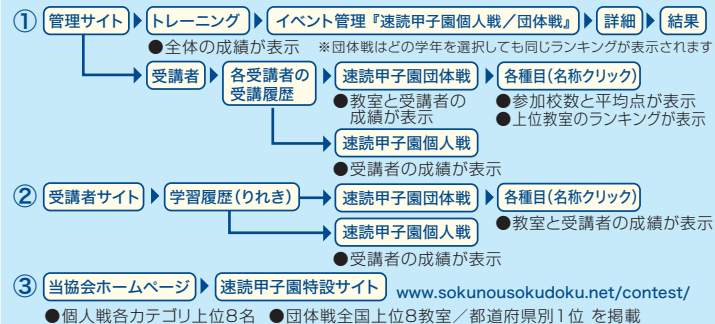 ① 管理サイト トレーニング イベント管理『速読甲子園個人戦／団体戦』 詳細 結果
●全体の成績が表示 ※団体戦はどの学年を選択しても同じランキングが表示されます
受講者 各受講者の受講履歴 速読甲子園団体戦 各種目(名称クリック)
●教室と受講者の成績が表示
●参加校数と平均点が表示
●上位教室のランキングが表示
速読甲子園個人戦
●受講者の成績が表示
② 受講者サイト 学習履歴(りれき) 速読甲子園団体戦 各種目(名称クリック)
●教室と受講者の成績が表示
速読甲子園個人戦
●受講者の成績が表示
③ 当協会ホームページ 速読甲子園特設サイト www.sokunousokudoku.net/contest/
●個人戦各カテゴリ上位8名 ●団体戦全国上位8教室／都道府県別1位 を掲載